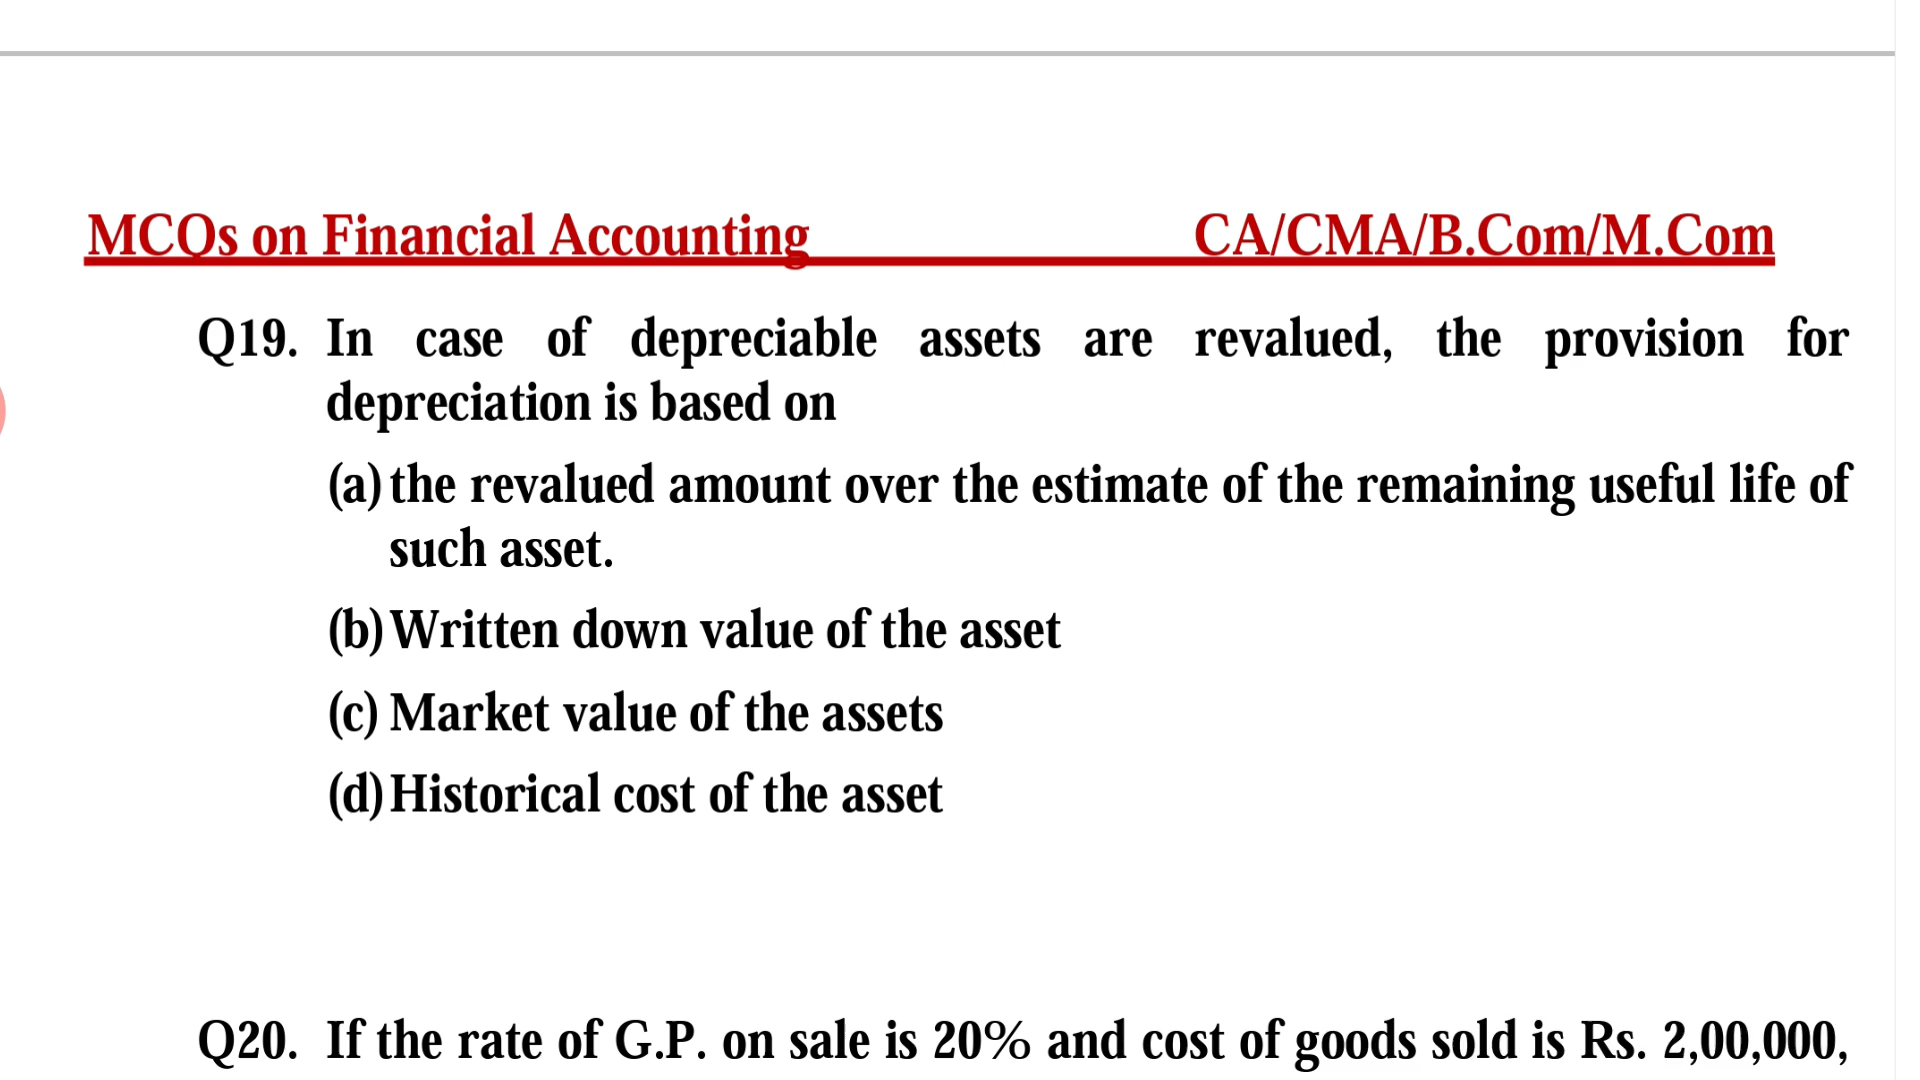 MCQs on Financial Accounting CA/CMA/B.Com/M.Com
Q19. In case of depreciable assets are revalued, the provision for
depreciation is based on
(a) the revalued amount over the estimate of the remaining useful life of
such asset.
(b) Written down value of the asset
(c) Market value of the assets
(d) Historical cost of the asset
Q20. If the rate of G.P. on sale is 20% and cost of goods sold is Rs. 2,00,000,